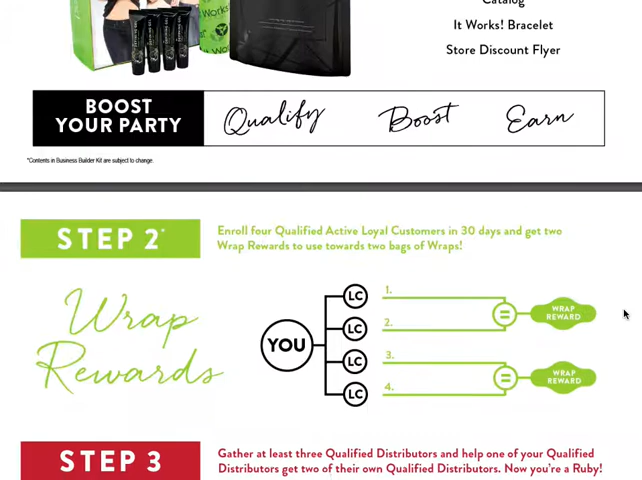 Catalog
It Works! Bracelet
Store Discount Flyer
BOOST
YOUR PARTY
Qualify
Boost
Earn
*Contents in Business Builder Kit are subject to change.
STEP 2*
Enroll four Qualified Active Loyal Customers in 30 days and get two
Wrap Rewards to use towards two bags of Wraps!
Wrap
Rewards
YOU
LC
1.
LC
2.
LC
3.
LC
4.
=
WRAP
REWARD
=
WRAP
REWARD
STEP 3
Gather at least three Qualified Distributors and help one of your Qualified
Distributors get two of their own Qualified Distributors. Now you're a Ruby!